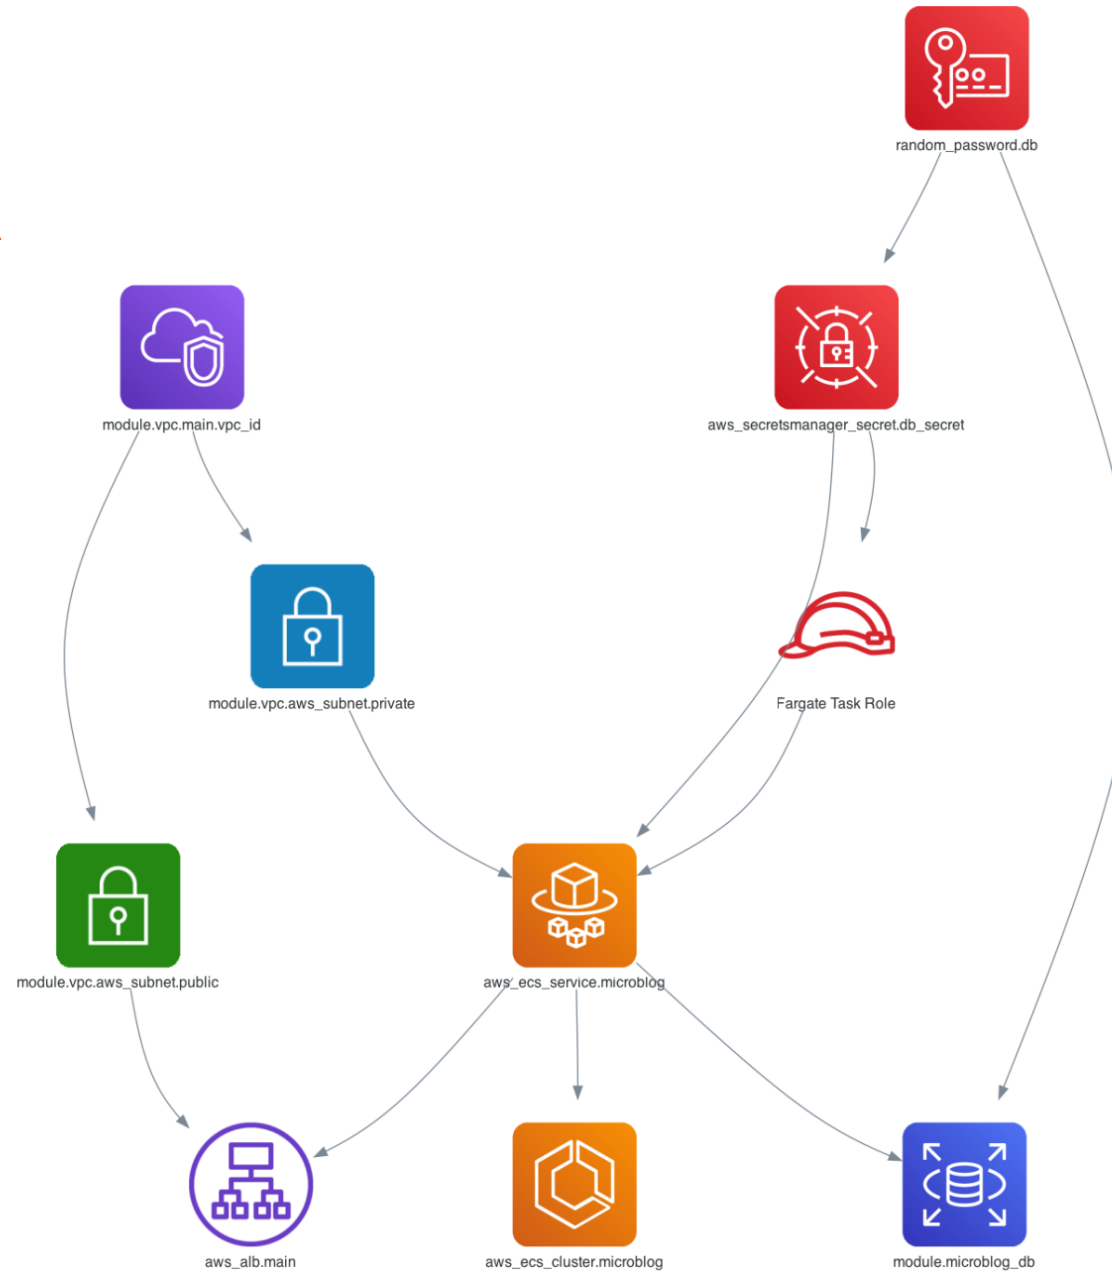 random_password.db
module.vpc.main.vpc_id
aws_secretsmanager_secret.db_secret
module.vpc.aws_subnet.private
Fargate Task Role
module.vpc.aws_subnet.public
aws_ecs_service.microblog
aws_alb.main
aws_ecs_cluster.microblog
module.microblog_db